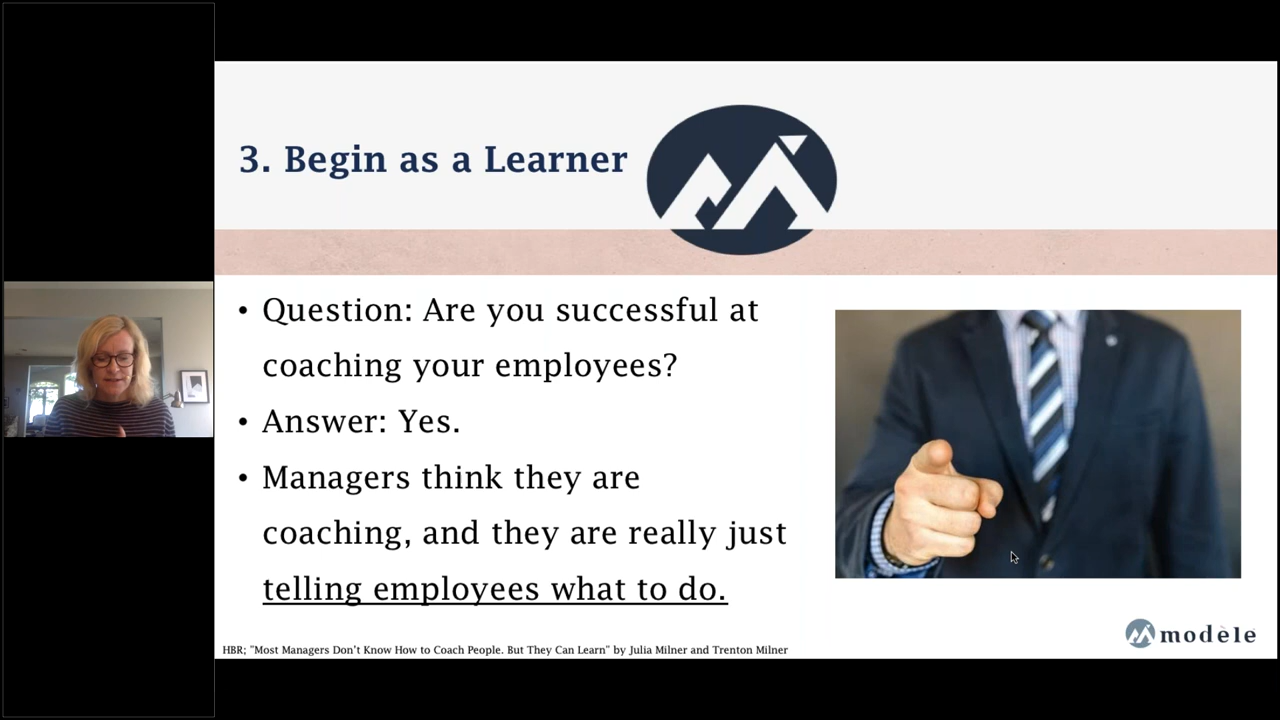 3. Begin as a Learner
• Question: Are you successful at
coaching your employees?
• Answer: Yes.
• Managers think they are
coaching, and they are really just
telling employees what to do.
HBR; "Most Managers Don't Know How to Coach People. But They Can Learn" by Julia Milner and Trenton Milner
modèle